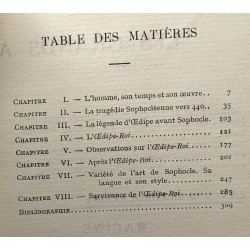 TABLE DES MATIÈRES
CHAPITRE I. — L'homme, son temps et son œuvre 7
CHAPITRE II. — La tragédie Sophocléenne vers 440. 35
CHAPITRE III. — La légende d'Œdipe avant Sophocle. 103
CHAPITRE IV. — L'Œdipe-Roi 121
CHAPITRE V. — Observations sur l'Œdipe-Roi 177
CHAPITRE VI. — Après l'Œdipe-Roi 221
CHAPITRE VII. — Variété de l'art de Sophocle. Sa
langue et son style 247
CHAPITRE VIII. — Survivance de l'Œdipe-Roi 285
BIBLIOGRAPHIE 309